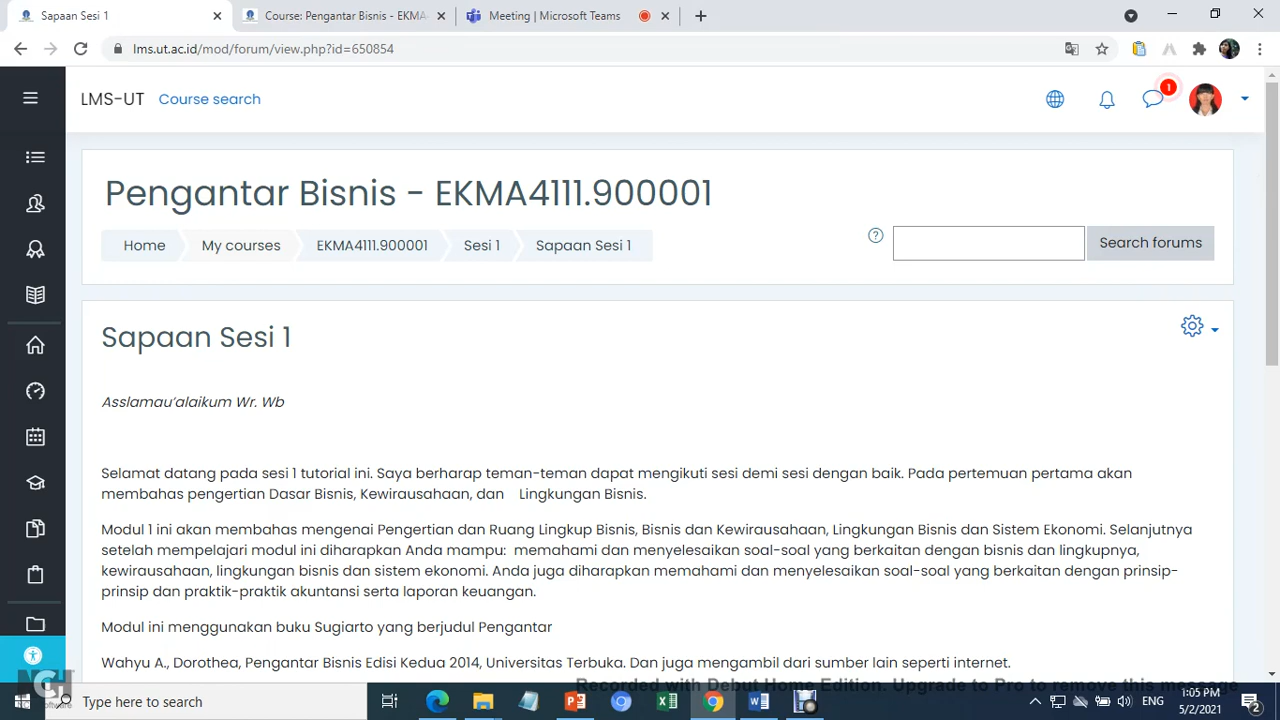 Sapaan Sesi 1
Course: Pengantar Bisnis - EKMA
Meeting | Microsoft Teams
lms.ut.ac.id/mod/forum/view.php?id=650854
LMS-UT Course search
1
Pengantar Bisnis - EKMA4111.900001
Home My courses EKMA4111.900001 Sesi 1 Sapaan Sesi 1
? Search forums
Sapaan Sesi 1
Asslamau'alaikum Wr. Wb
Selamat datang pada sesi 1 tutorial ini. Saya berharap teman-teman dapat mengikuti sesi demi sesi dengan baik. Pada pertemuan pertama akan
membahas pengertian Dasar Bisnis, Kewirausahaan, dan Lingkungan Bisnis.
Modul 1 ini akan membahas mengenai Pengertian dan Ruang Lingkup Bisnis, Bisnis dan Kewirausahaan, Lingkungan Bisnis dan Sistem Ekonomi. Selanjutnya
setelah mempelajari modul ini diharapkan Anda mampu: memahami dan menyelesaikan soal-soal yang berkaitan dengan bisnis dan lingkupnya,
kewirausahaan, lingkungan bisnis dan sistem ekonomi. Anda juga diharapkan memahami dan menyelesaikan soal-soal yang berkaitan dengan prinsip-
prinsip dan praktik-praktik akuntansi serta laporan keuangan.
Modul ini menggunakan buku Sugiarto yang berjudul Pengantar
Wahyu A., Dorothea, Pengantar Bisnis Edisi Kedua 2014, Universitas Terbuka. Dan juga mengambil dari sumber lain seperti internet.
Recorded with Debut Home Edition. Upgrade to Pro to remove this message
NCH Software
Type here to search
ENG
1:05 PM
5/2/2021
2